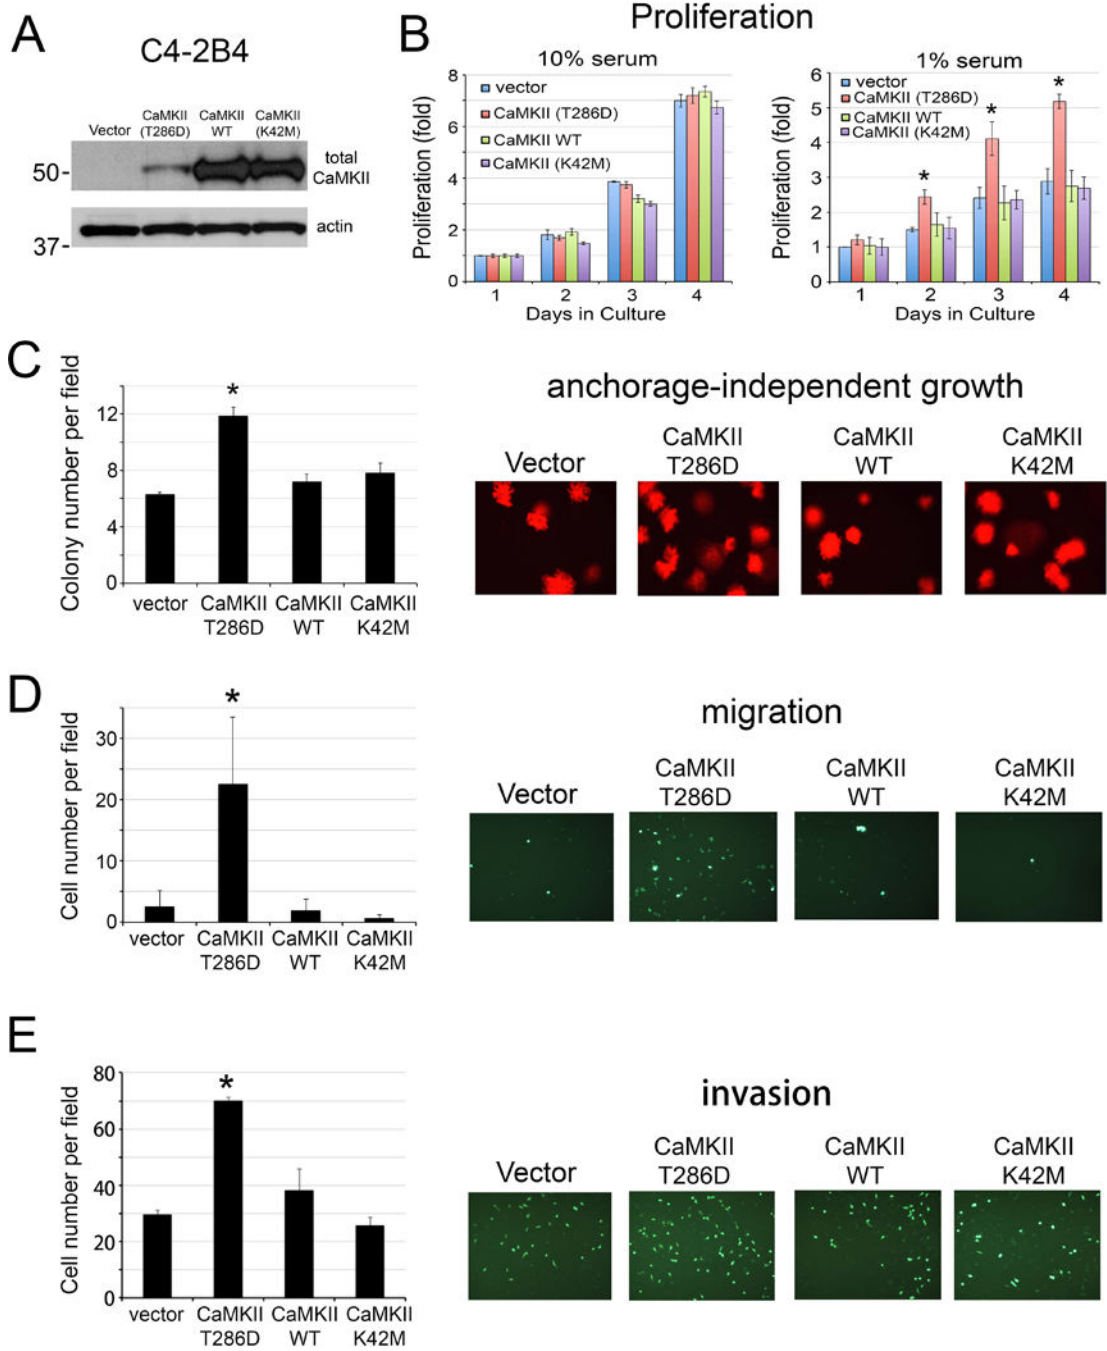 A
C4-2B4
Vector
CaMKII
(T286D)
CaMKII
WT
CaMKII
(K42M)
50-
total
CaMKII
actin
37-
B
Proliferation
10% serum
Proliferation (fold)
8
6
4
2
0
vector
CaMKII (T286D)
CaMKII WT
CaMKII (K42M)
1 2 3 4
Days in Culture
1% serum
Proliferation (fold)
6
5
4
3
2
1
0
vector
CaMKII (T286D)
CaMKII WT
CaMKII (K42M)
* * *
1 2 3 4
Days in Culture
C
Colony number per field
12
8
4
0
*
vector
CaMKII
T286D
CaMKII
WT
CaMKII
K42M
anchorage-independent growth
Vector
CaMKII
T286D
CaMKII
WT
CaMKII
K42M
D
Cell number per field
30
20
10
0
*
vector
CaMKII
T286D
CaMKII
WT
CaMKII
K42M
migration
Vector
CaMKII
T286D
CaMKII
WT
CaMKII
K42M
E
Cell number per field
80
60
40
20
0
*
vector
CaMKII
T286D
CaMKII
WT
CaMKII
K42M
invasion
Vector
CaMKII
T286D
CaMKII
WT
CaMKII
K42M